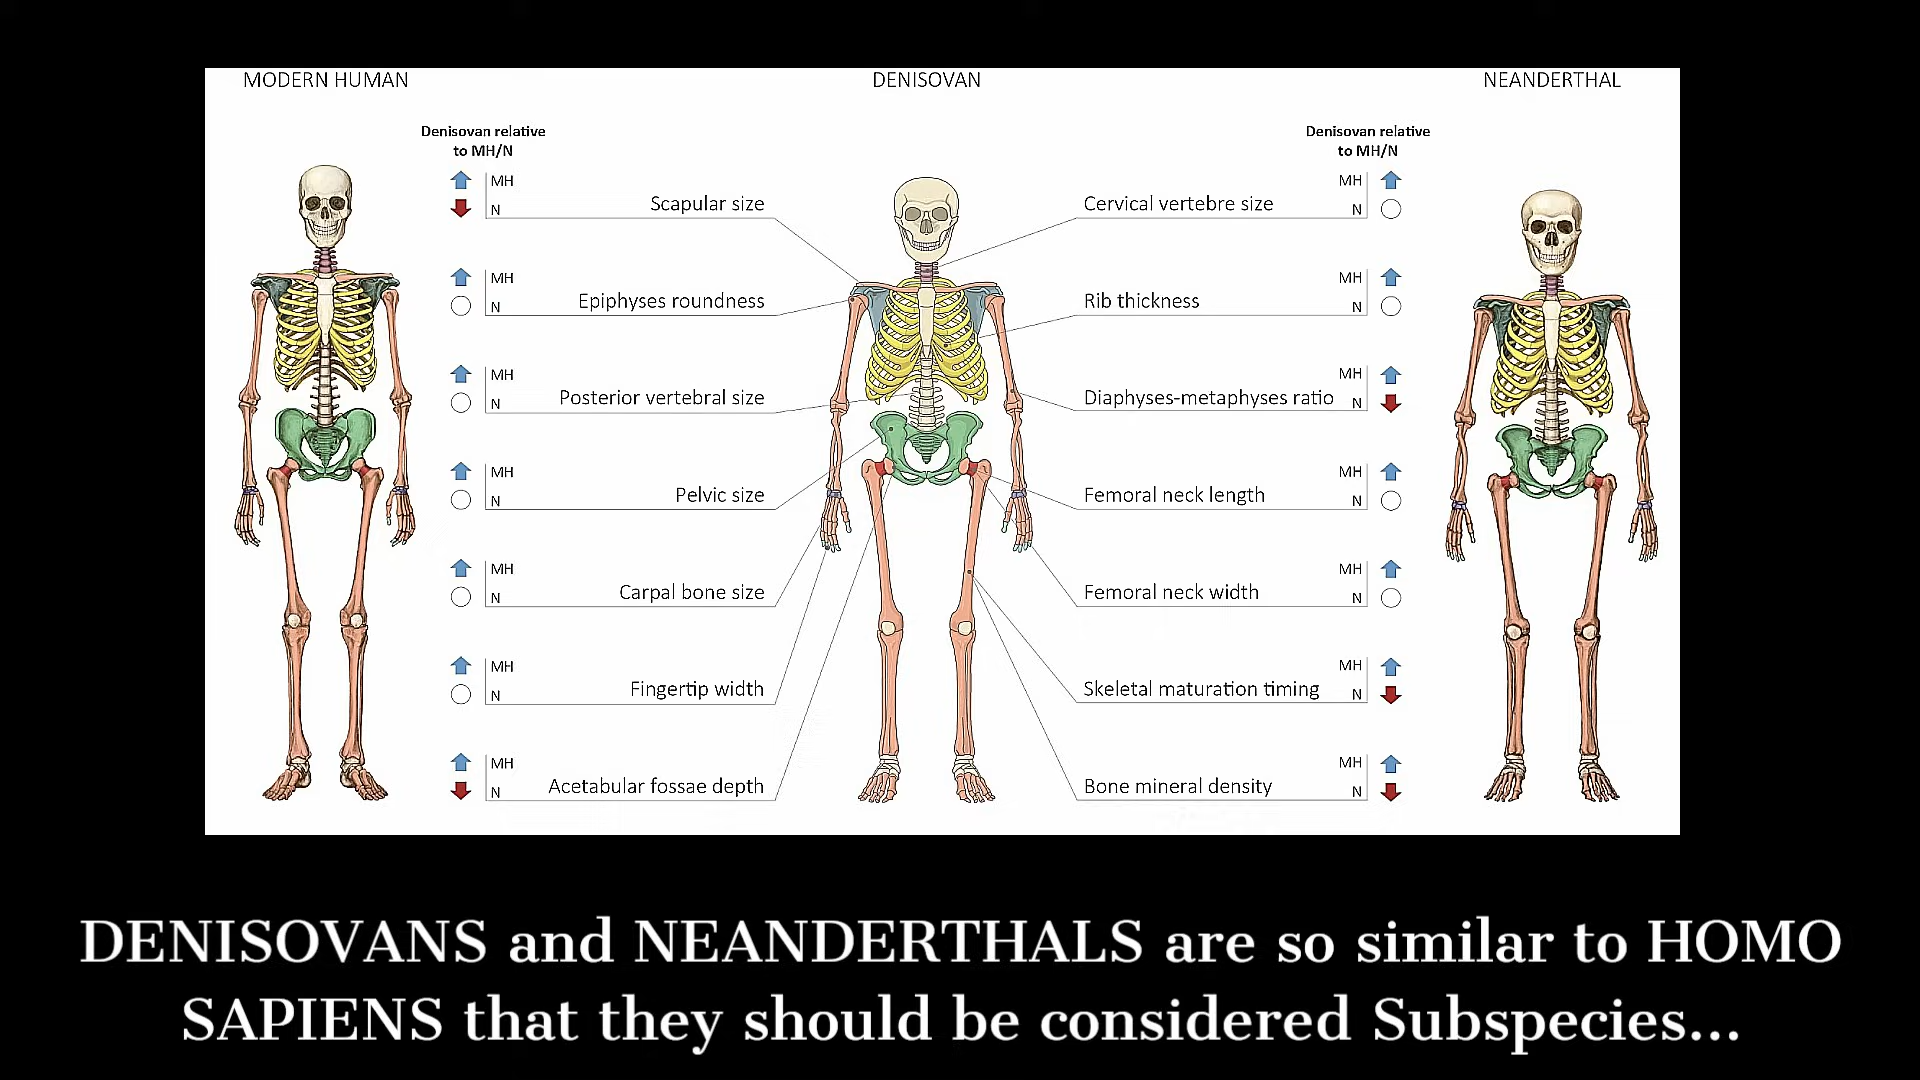 MODERN HUMAN
DENISOVAN
NEANDERTHAL
Denisovan relative
to MH/N
Denisovan relative
to MH/N
MH
N
Scapular size
Cervical vertebre size
MH
N
MH
N
Epiphyses roundness
Rib thickness
MH
N
MH
N
Posterior vertebral size
Diaphyses-metaphyses ratio
MH
N
MH
N
Pelvic size
Femoral neck length
MH
N
MH
N
Carpal bone size
Femoral neck width
MH
N
MH
N
Fingertip width
Skeletal maturation timing
MH
N
MH
N
Acetabular fossae depth
Bone mineral density
MH
N
DENISOVANS and NEANDERTHALS are so similar to HOMO
SAPIENS that they should be considered Subspecies...